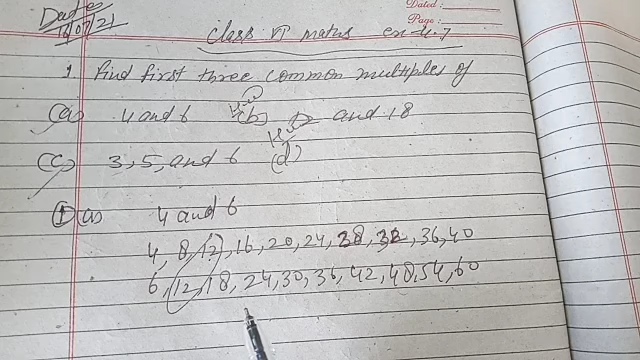 Dated :
Page :
Date
16/07/21
Class VI maths ex-4.7
1 Find first three common multiples of
(a) 4 and 6 (b) 12 and 18
(c) 3, 5, and 6 (d)
(1) (a) 4 and 6
4, 8, 12, 16, 20, 24, 28, 32, 36, 40
6, 12, 18, 24, 30, 36, 42, 48, 54, 60